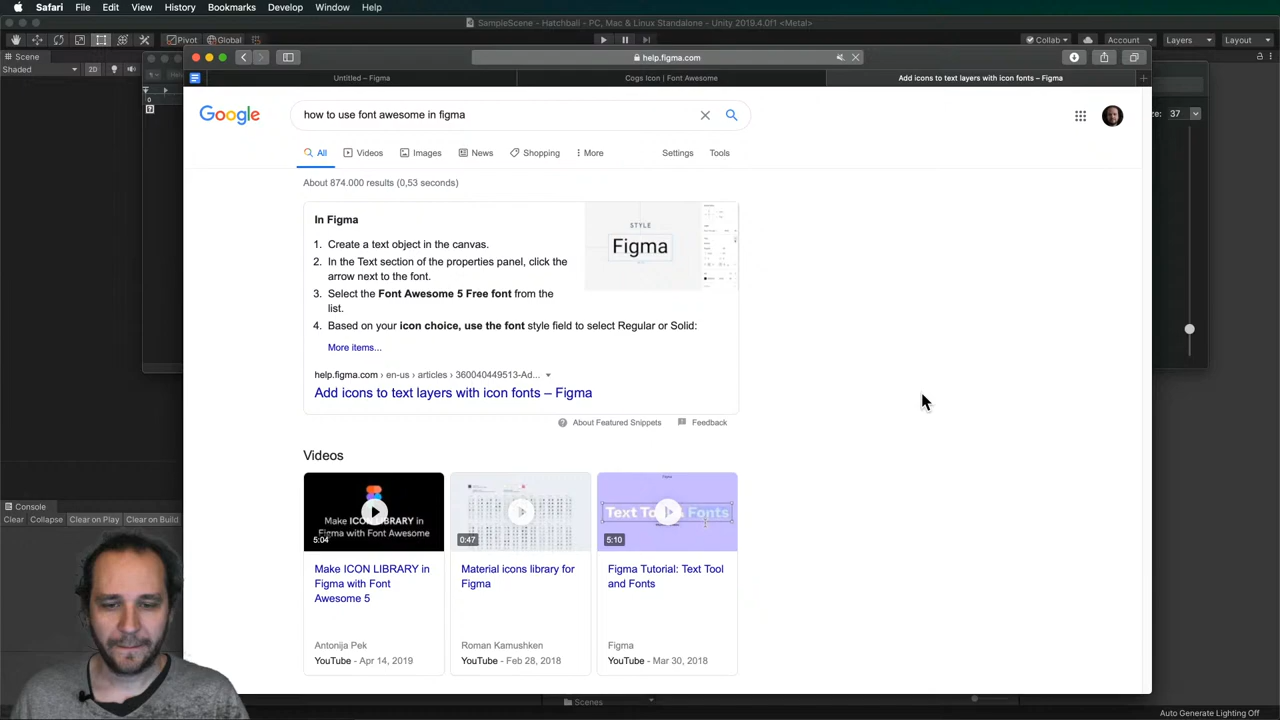 Safari File Edit View History Bookmarks Develop Window Help
SampleScene - Hatchball - PC, Mac & Linux Standalone - Unity 2019.4.0f1 <Metal>
Pivot Global Collab Account Layers Layout
Scene
Shaded 2D
help.figma.com
Untitled – Figma
Cogs Icon | Font Awesome
Add icons to text layers with icon fonts – Figma
0
Google
how to use font awesome in figma
ze: 37
All Videos Images News Shopping More Settings Tools
About 874.000 results (0,53 seconds)
In Figma
1. Create a text object in the canvas.
2. In the Text section of the properties panel, click the
arrow next to the font.
3. Select the Font Awesome 5 Free font from the
list.
4. Based on your icon choice, use the font style field to select Regular or Solid:
More items...
STYLE
Figma
help.figma.com › en-us › articles › 360040449513-Ad...
Add icons to text layers with icon fonts – Figma
About Featured Snippets Feedback
Videos
Make ICON LIBRARY in
Figma with Font Awesome
5:04
0:47
Text Tool & Fonts
5:10
Make ICON LIBRARY in
Figma with Font
Awesome 5
Antonija Pek
YouTube - Apr 14, 2019
Material icons library for
Figma
Roman Kamushken
YouTube - Feb 28, 2018
Figma Tutorial: Text Tool
and Fonts
Figma
YouTube - Mar 30, 2018
Console
Clear Collapse Clear on Play Clear on Build
Scenes
Auto Generate Lighting Off